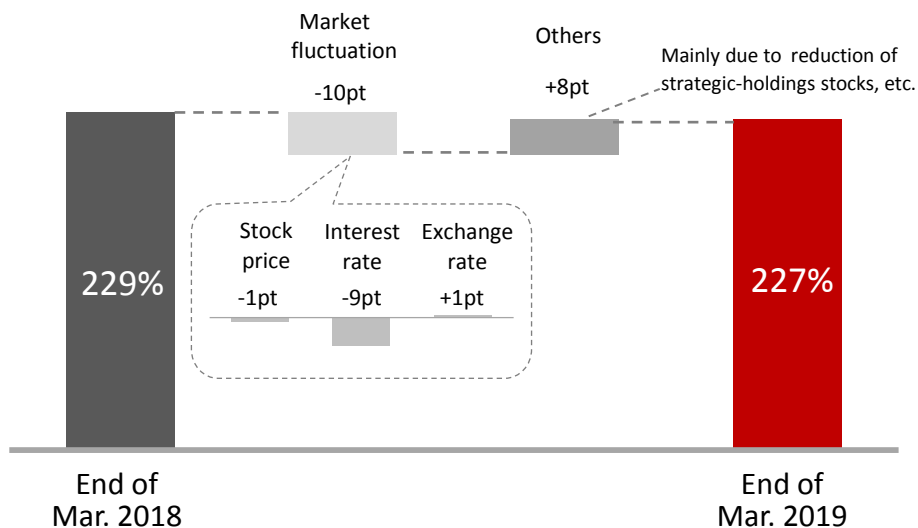 Market
fluctuation
-10pt
Others
+8pt
Mainly due to reduction of
strategic-holdings stocks, etc.
Stock
price
-1pt
Interest
rate
-9pt
Exchange
rate
+1pt
229%
227%
End of
Mar. 2018
End of
Mar. 2019